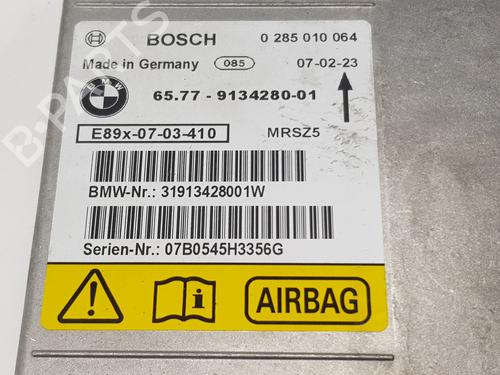 BOSCH 0 285 010 064
Made in Germany 085 07-02-23
BMW 65.77 - 9134280-01
E89x-07-03-410 MRSZ5
BMW-Nr.: 31913428001W
Serien-Nr.: 07B0545H3356G
AIRBAG
B-PARTS